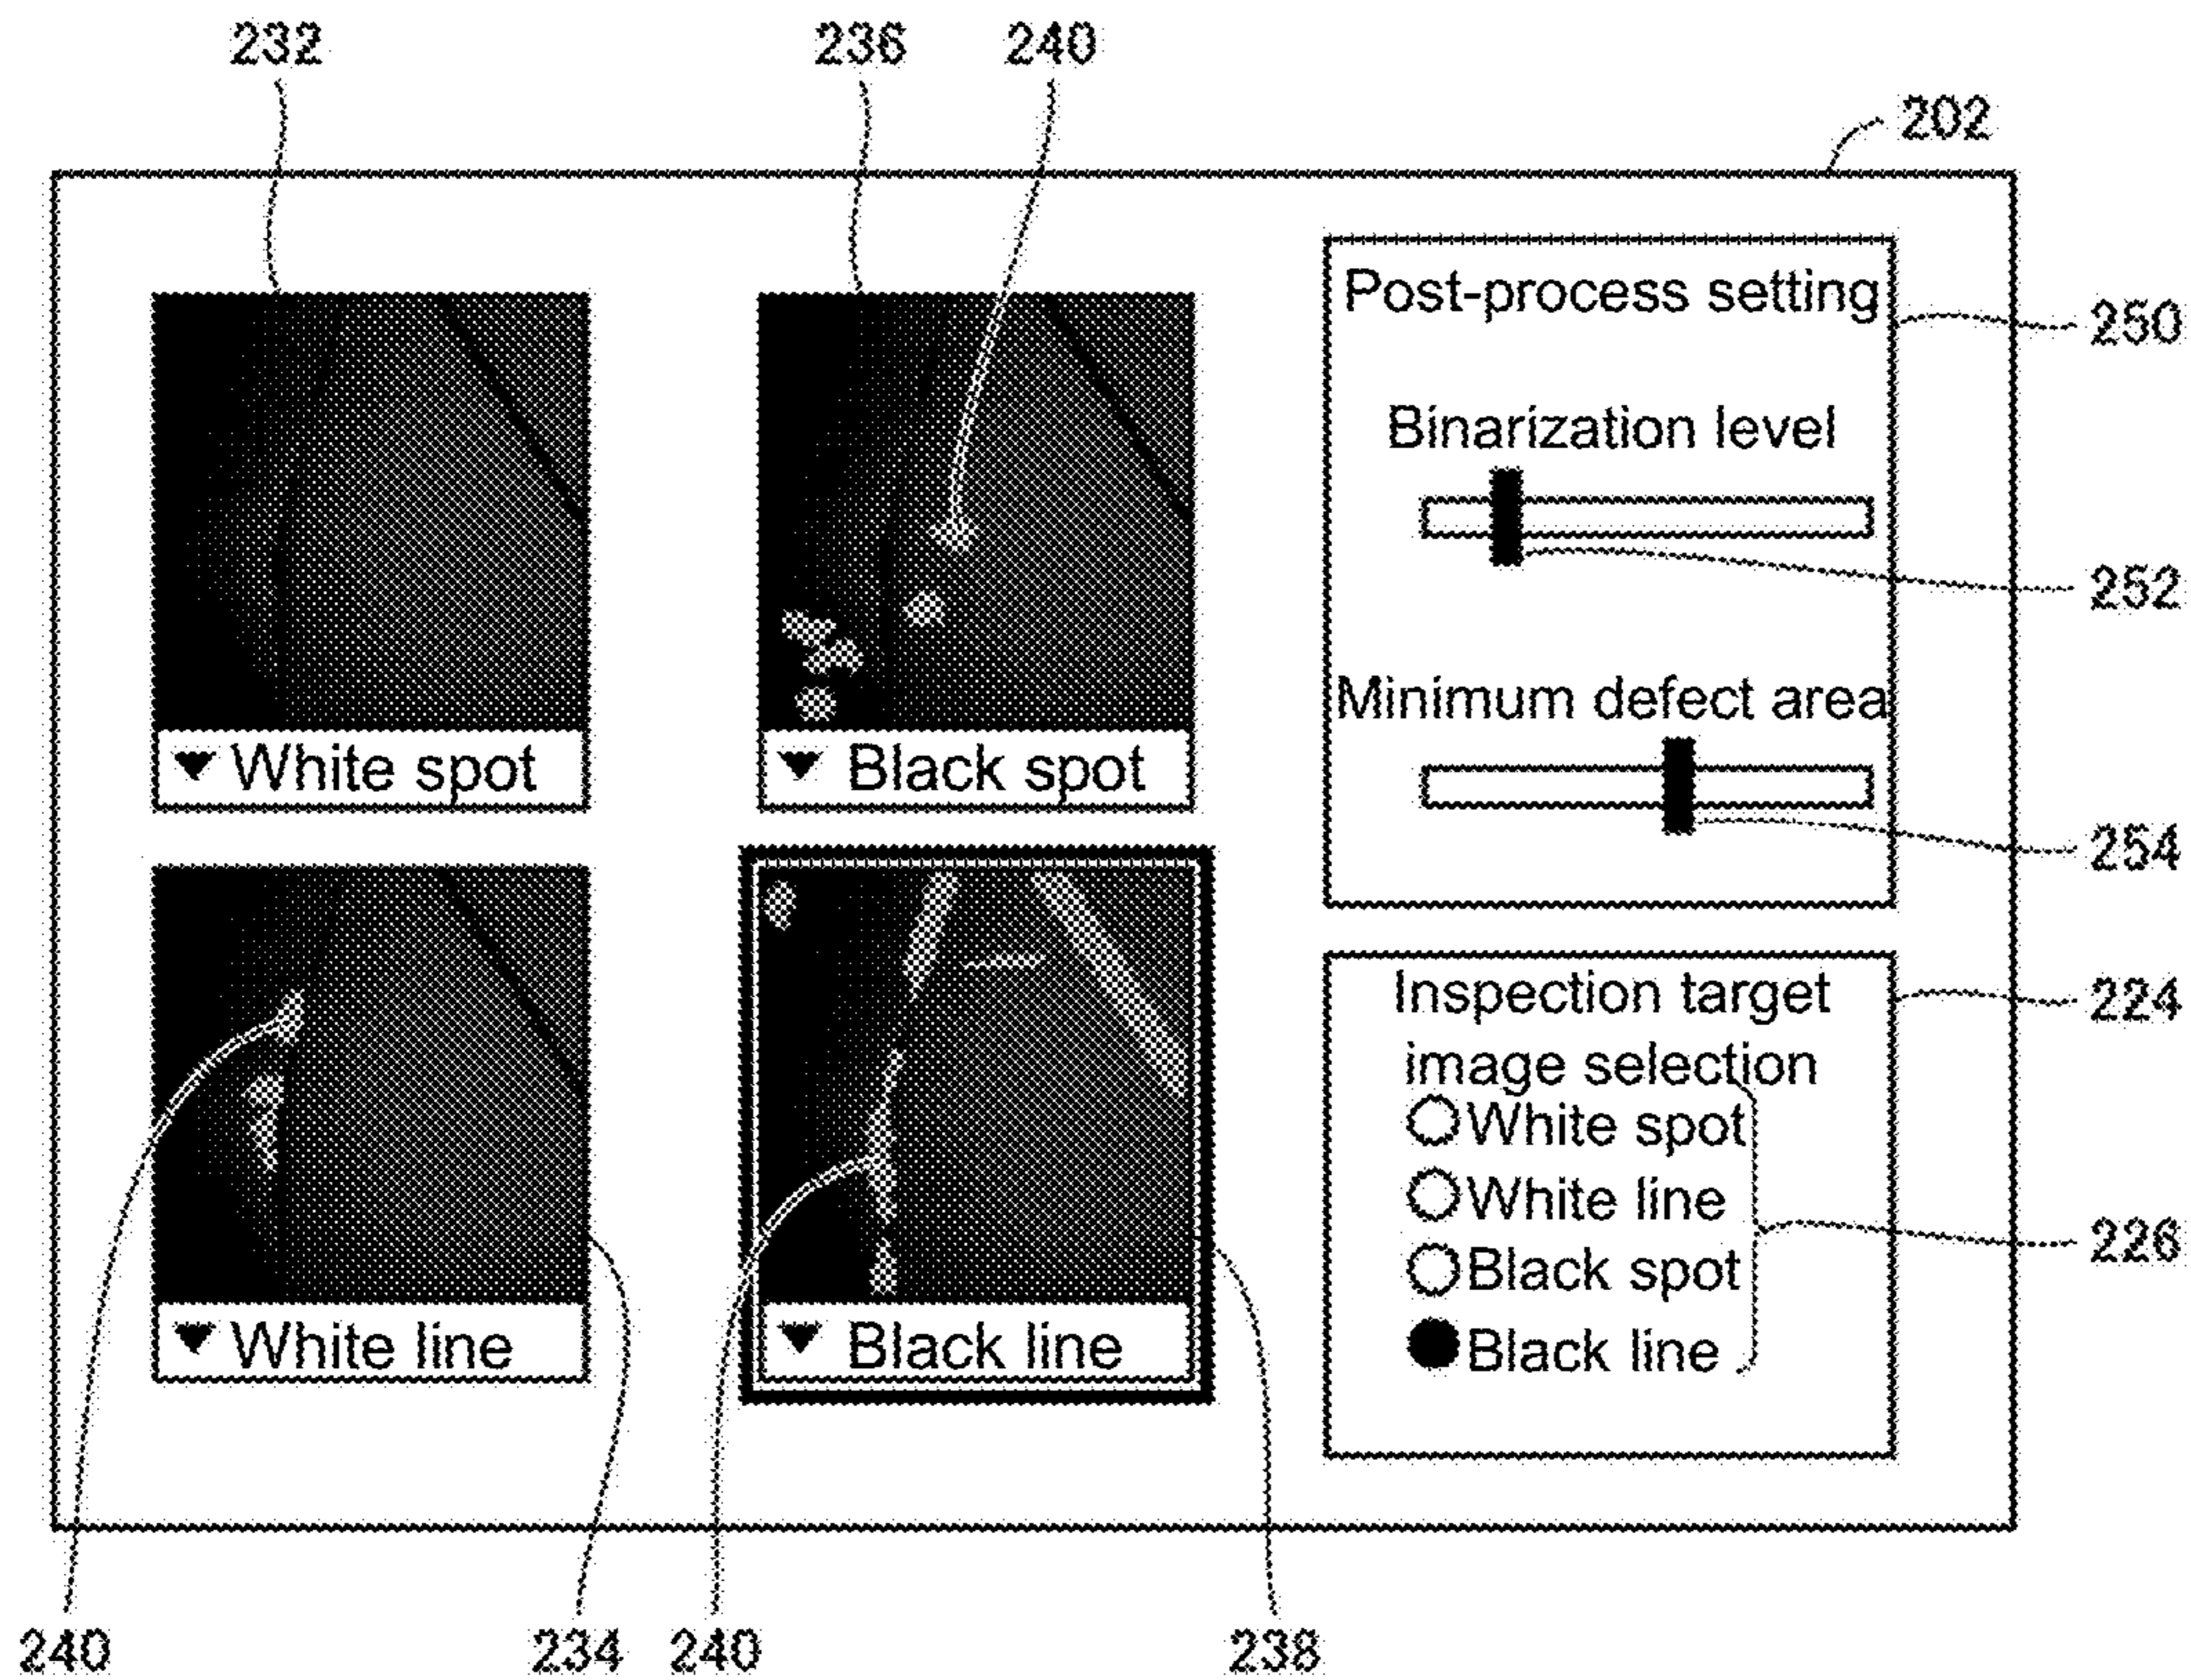 232
236
240
202
Post-process setting
250
Binarization level
252
Minimum defect area
254
▼ White spot
▼ Black spot
Inspection target
image selection
224
White spot
White line
Black spot
Black line
226
▼ White line
▼ Black line
240
234
240
238